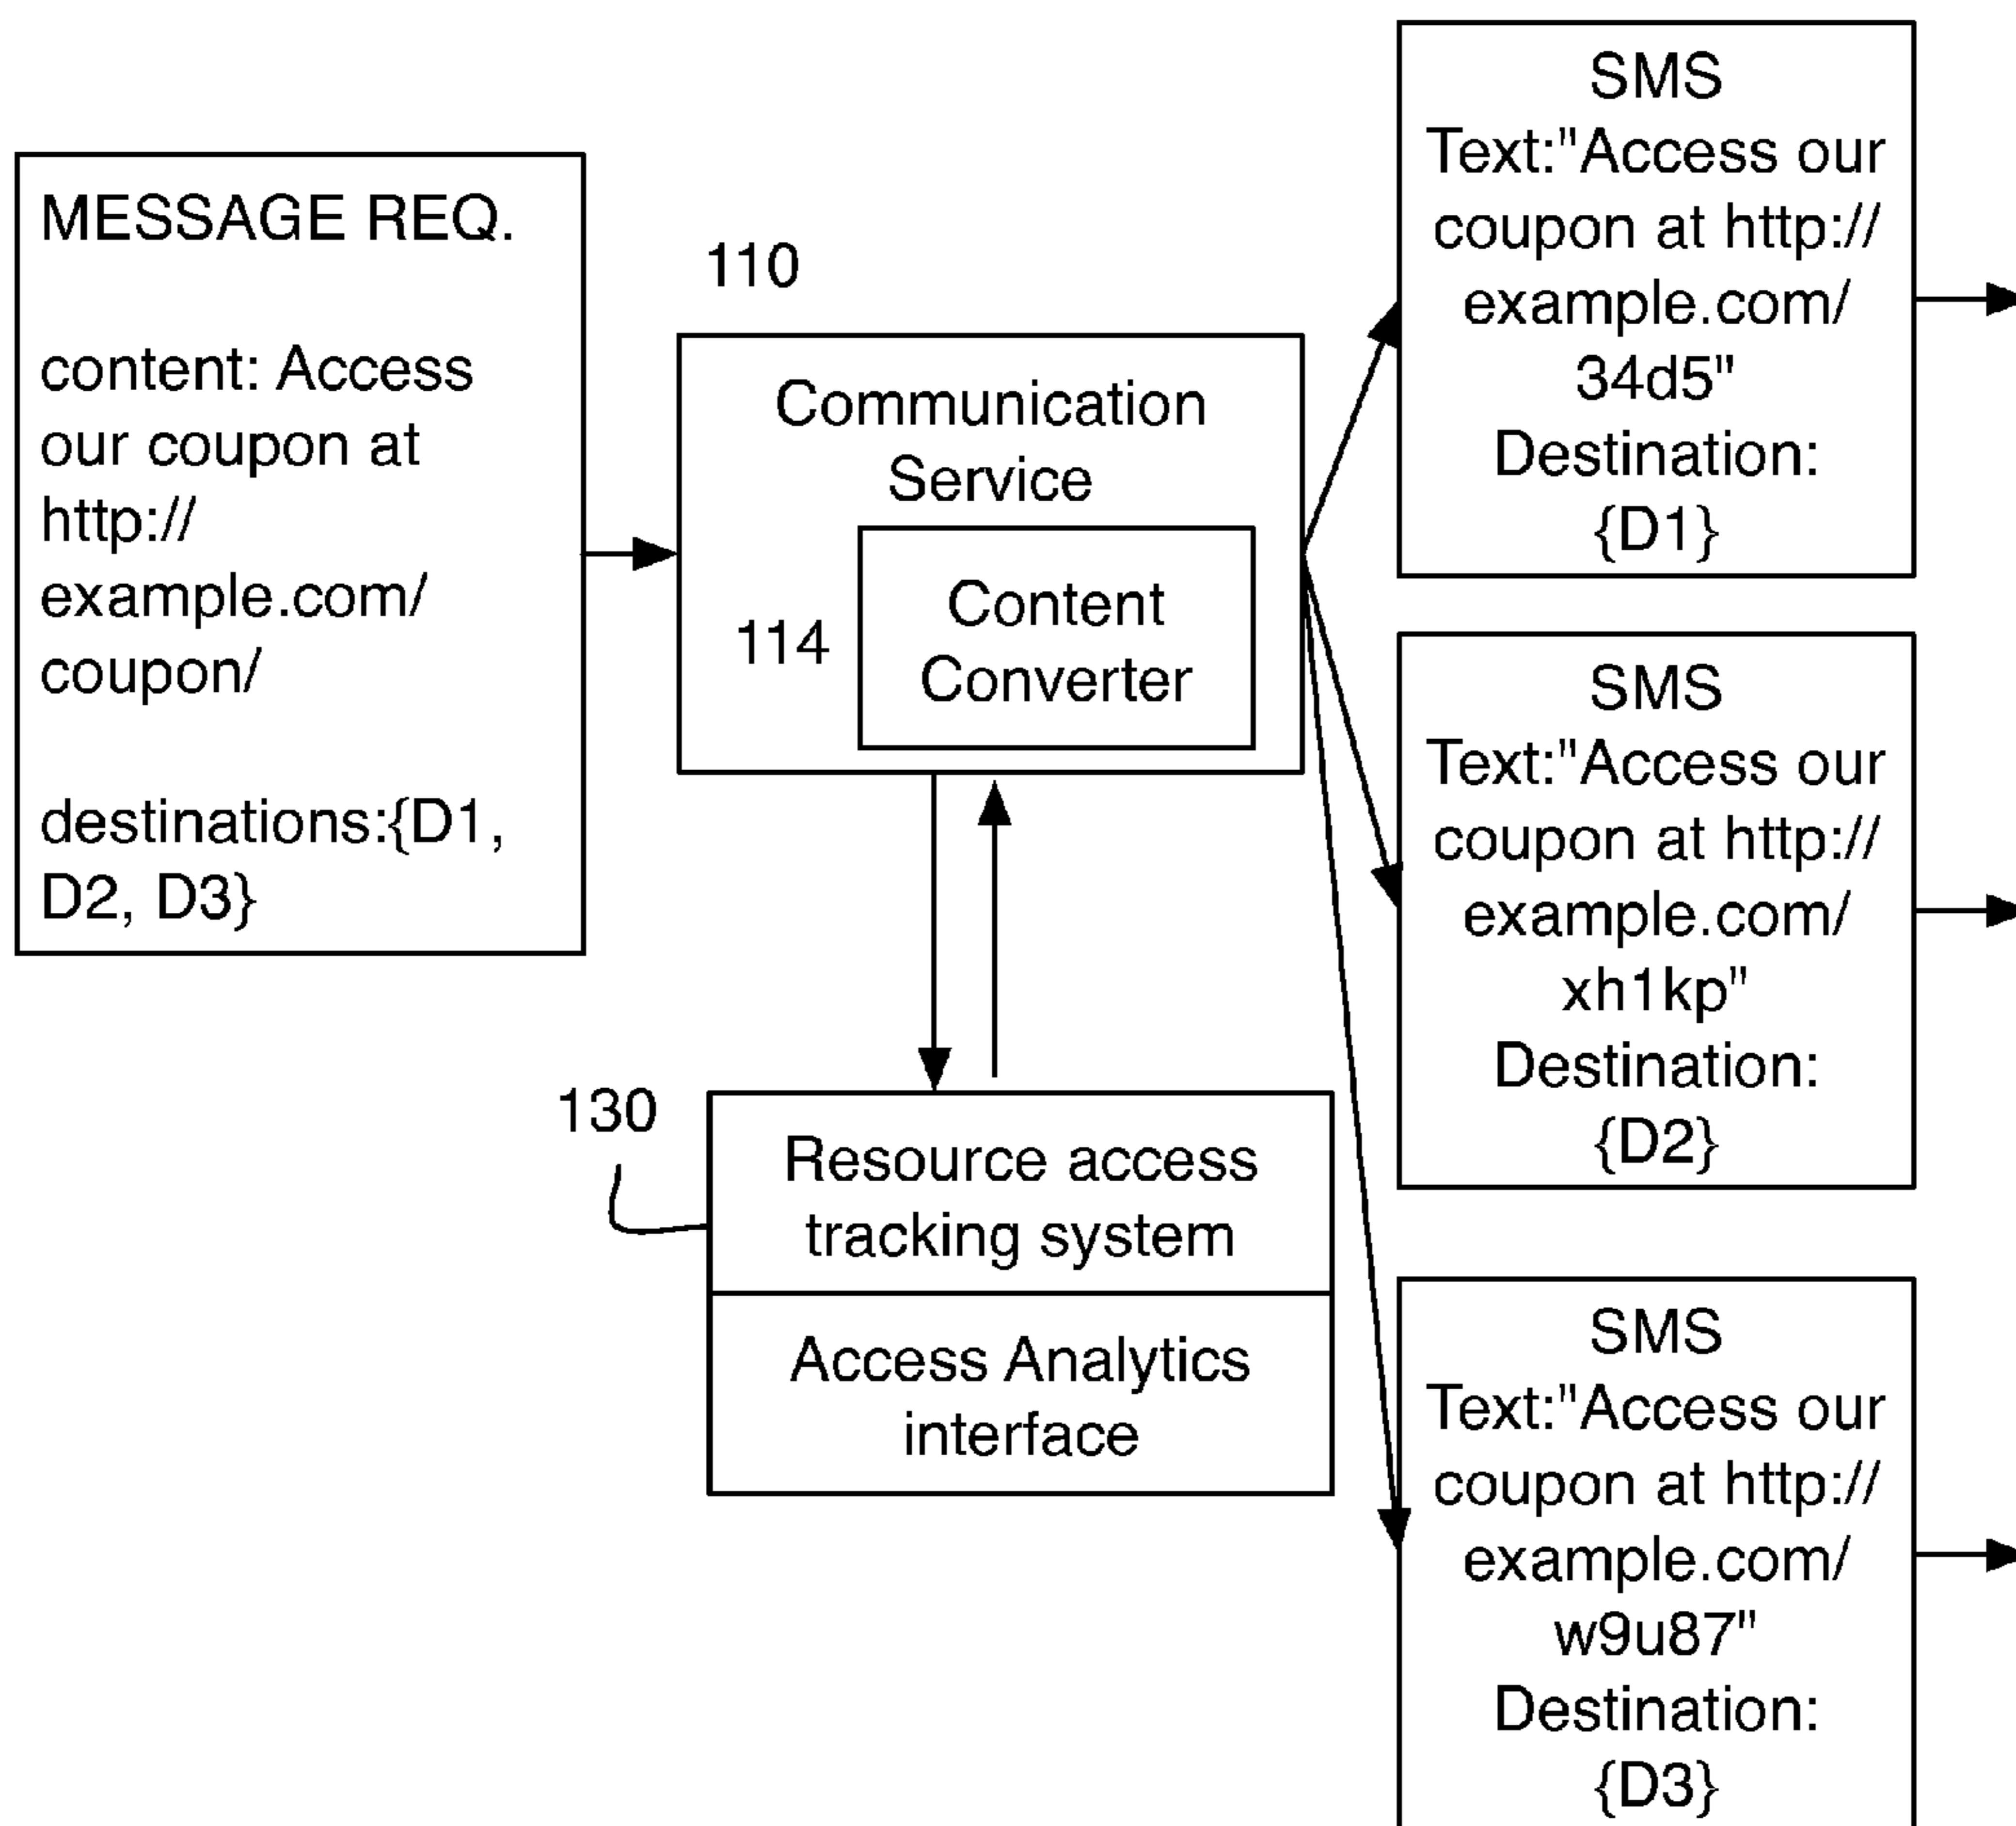 MESSAGE REQ.
content: Access
our coupon at
http://
example.com/
coupon/
destinations:{D1,
D2, D3}
110
Communication
Service
114
Content
Converter
130
Resource access
tracking system
Access Analytics
interface
SMS
Text:"Access our
coupon at http://
example.com/
34d5"
Destination:
{D1}
SMS
Text:"Access our
coupon at http://
example.com/
xh1kp"
Destination:
{D2}
SMS
Text:"Access our
coupon at http://
example.com/
w9u87"
Destination:
{D3}